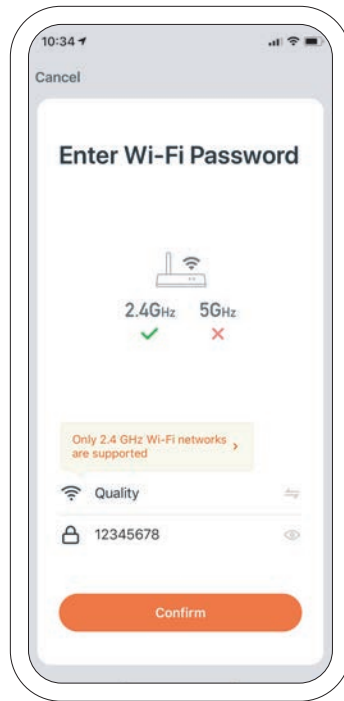 10:34
Cancel
Enter Wi-Fi Password
2.4GHz 5GHz
Only 2.4 GHz Wi-Fi networks
are supported
Quality
12345678
Confirm